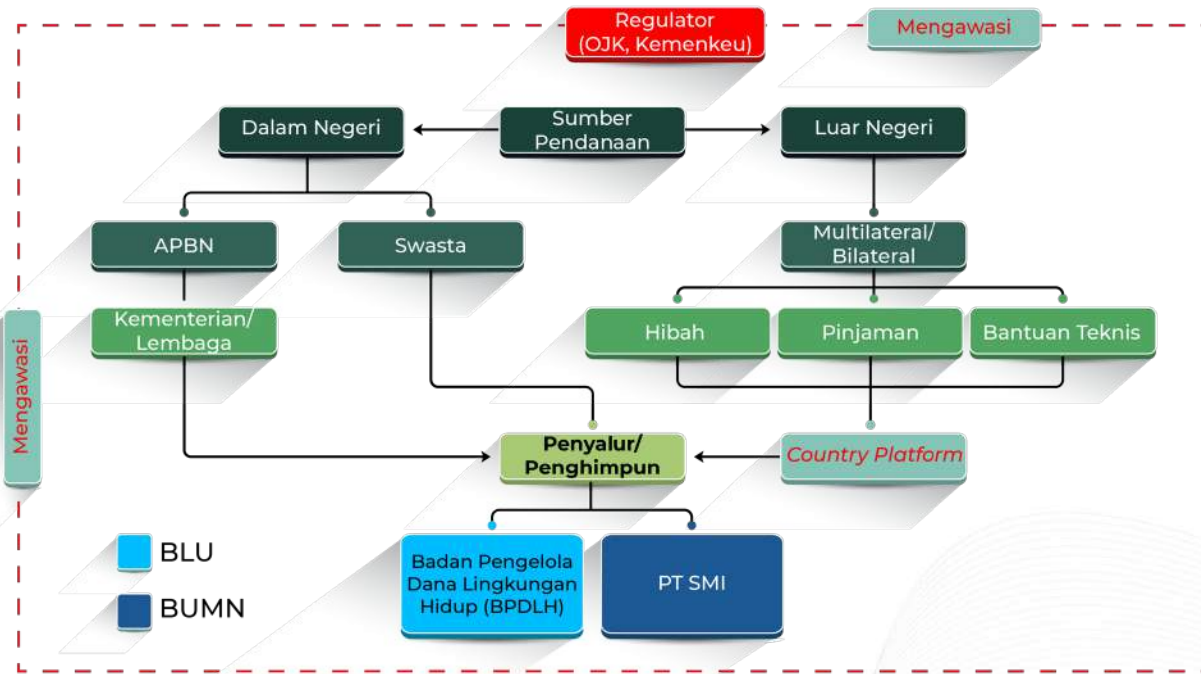 Regulator
(OJK, Kemenkeu)
Mengawasi
Dalam Negeri
Sumber
Pendanaan
Luar Negeri
APBN
Swasta
Multilateral/
Bilateral
Mengawasi
Kementerian/
Lembaga
Hibah
Pinjaman
Bantuan Teknis
Penyalur/
Penghimpun
Country Platform
BLU
BUMN
Badan Pengelola
Dana Lingkungan
Hidup (BPDLH)
PT SMI